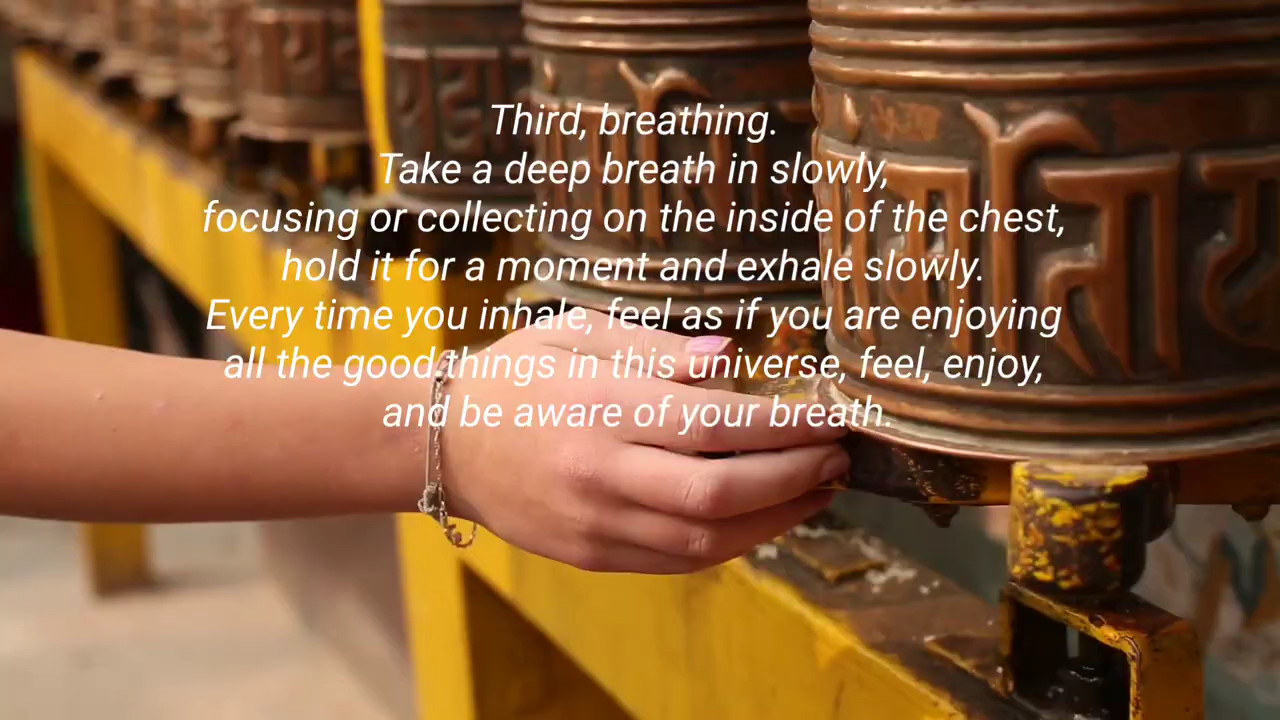 Third, breathing.
Take a deep breath in slowly,
focusing or collecting on the inside of the chest,
hold it for a moment and exhale slowly.
Every time you inhale, feel as if you are enjoying
all the good things in this universe, feel, enjoy,
and be aware of your breath.